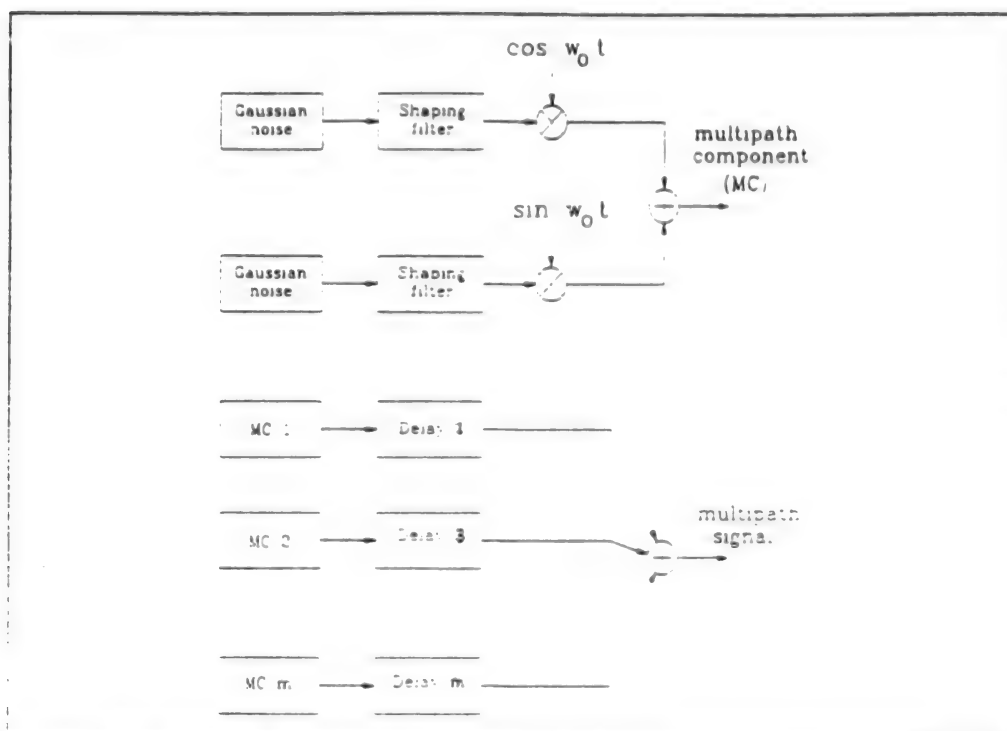 cos w₀ t
Gaussian
noise
Shaping
filter
multipath
component
(MC)
sin w₀ t
Gaussian
noise
Shaping
filter
MC 1
Delay 1
MC 2
Delay 3
multipath
signal
MC m
Delay m